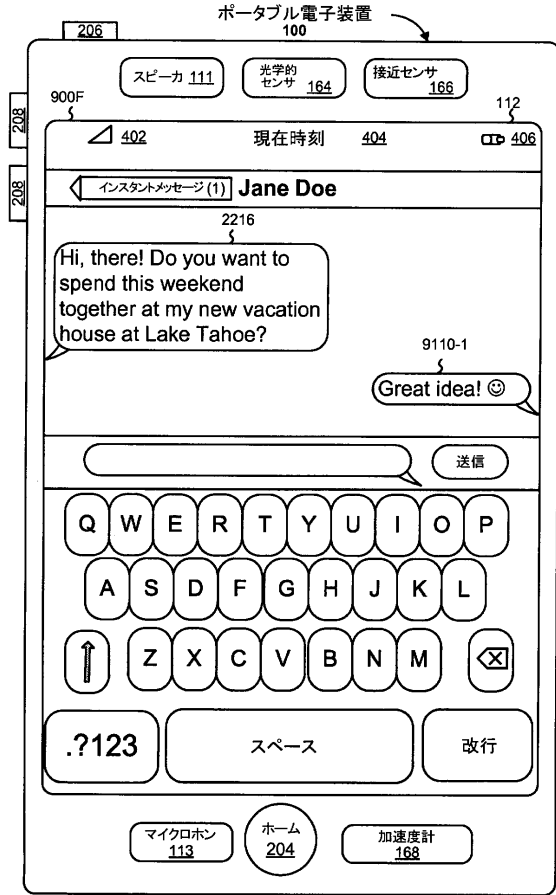 ポータブル電子装置
206
100
スピーカ 111
光学的
センサ 164
接近センサ
166
900F
112
208
402
現在時刻
404
406
208
インスタントメッセージ (1) Jane Doe
2216
Hi, there! Do you want to
spend this weekend
together at my new vacation
house at Lake Tahoe?
9110-1
Great idea! ☺
送信
Q W E R T Y U I O P
A S D F G H J K L
Z X C V B N M
.?123
スペース
改行
マイクロホン
113
ホーム
204
加速度計
168